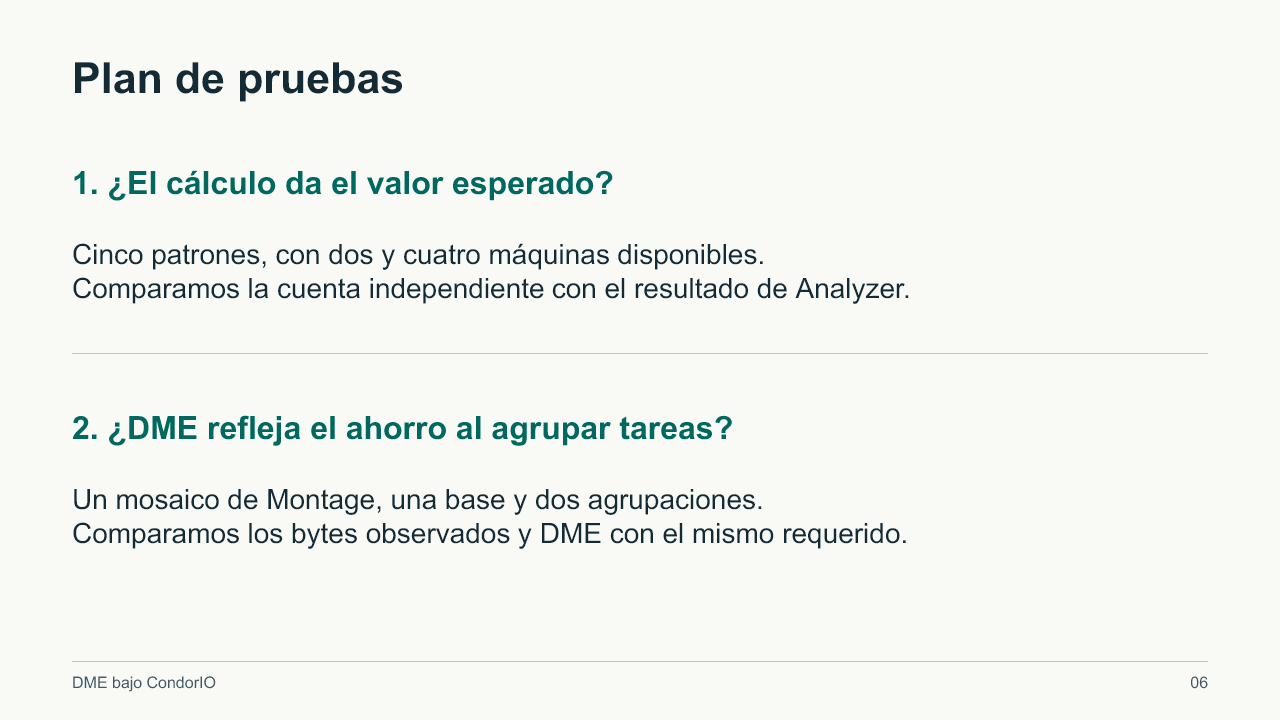 Plan de pruebas
1. ¿El cálculo da el valor esperado?
Cinco patrones, con dos y cuatro máquinas disponibles.
Comparamos la cuenta independiente con el resultado de Analyzer.
2. ¿DME refleja el ahorro al agrupar tareas?
Un mosaico de Montage, una base y dos agrupaciones.
Comparamos los bytes observados y DME con el mismo requerido.
DME bajo CondorIO
06